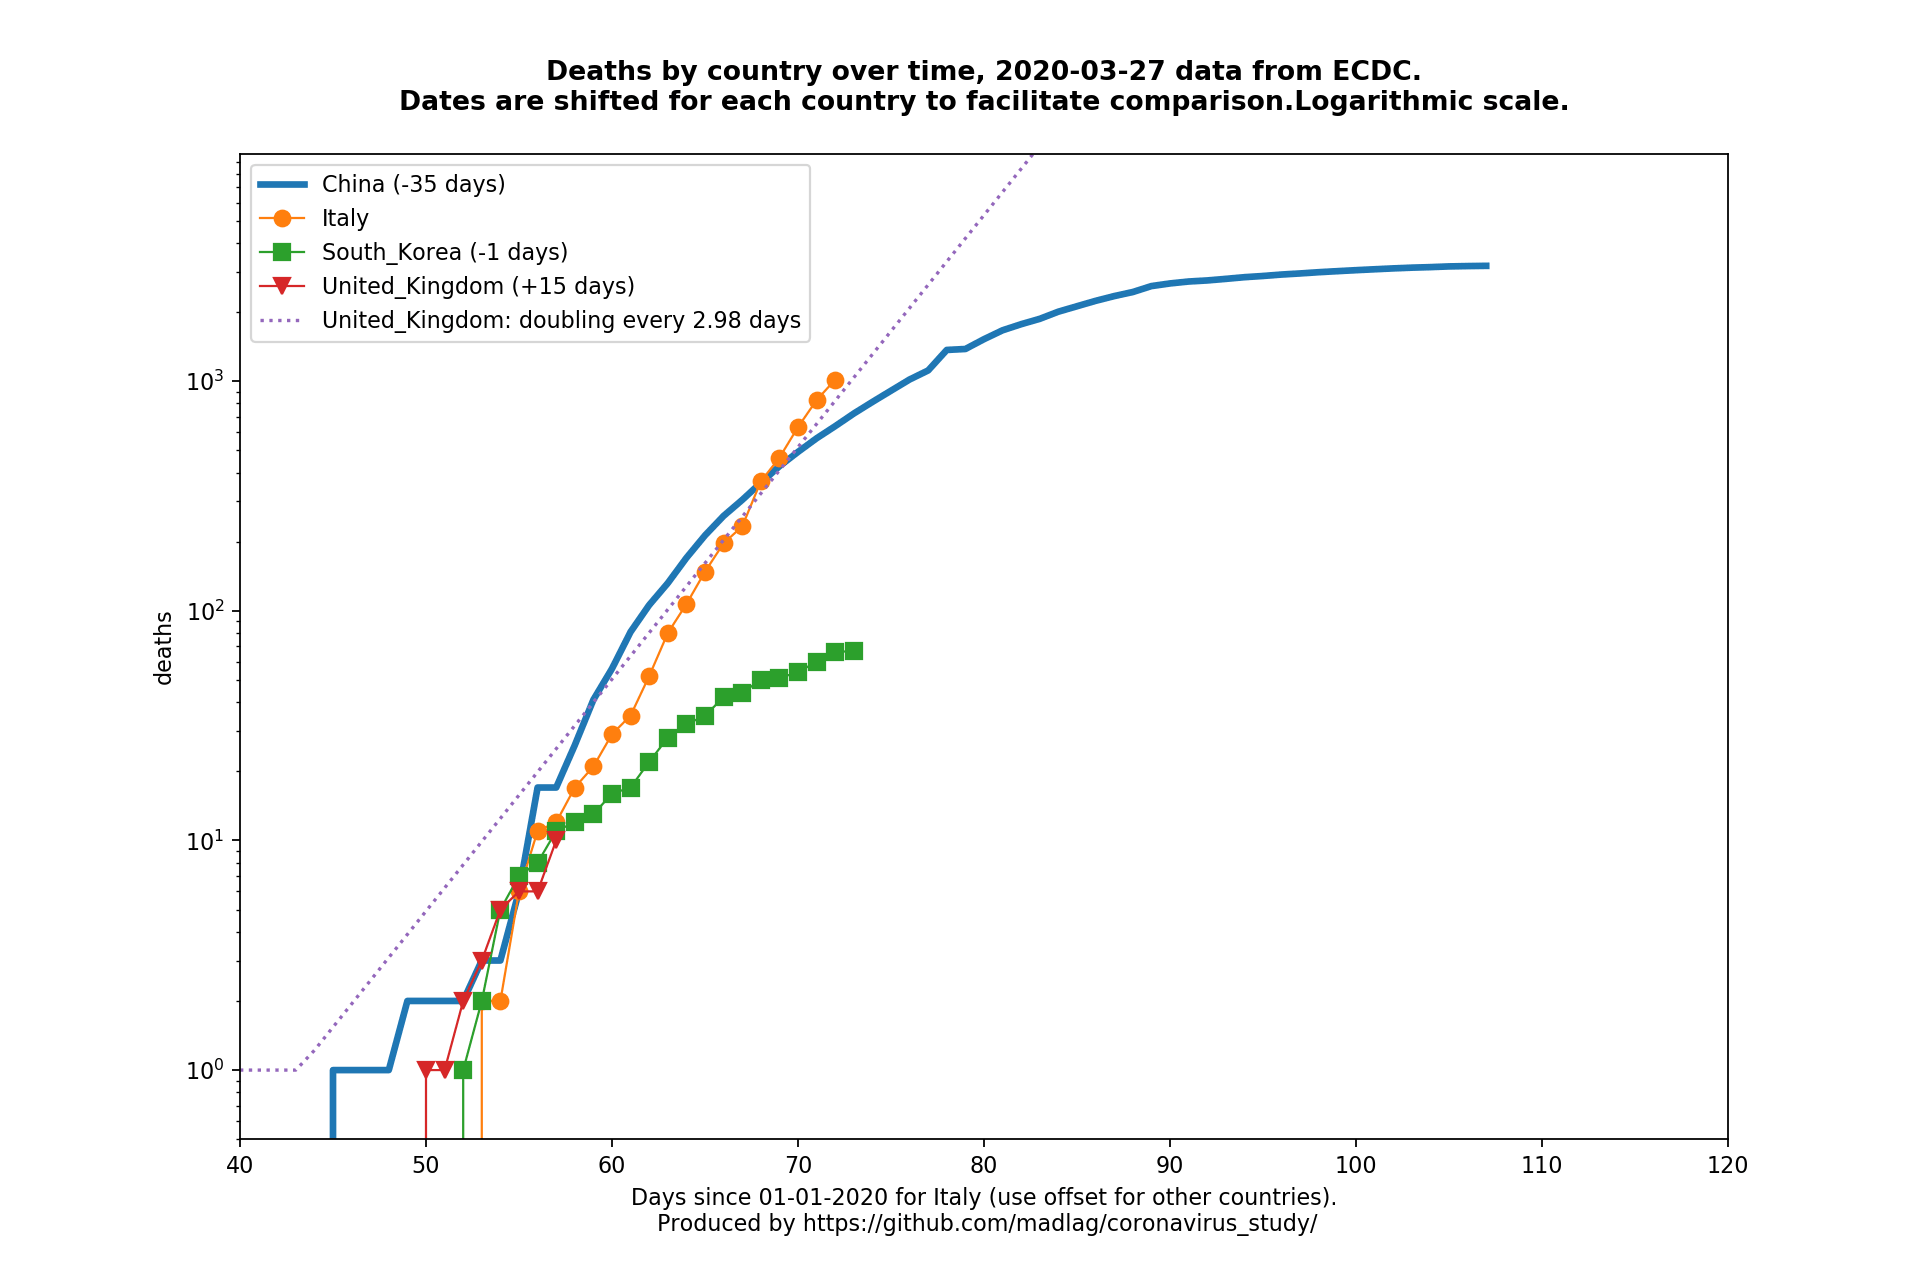 Deaths by country over time, 2020-03-27 data from ECDC.
Dates are shifted for each country to facilitate comparison.Logarithmic scale.
China (-35 days)
Italy
South_Korea (-1 days)
United_Kingdom (+15 days)
United_Kingdom: doubling every 2.98 days
10³
10²
10¹
10⁰
deaths
40 50 60 70 80 90 100 110 120
Days since 01-01-2020 for Italy (use offset for other countries).
Produced by https://github.com/madlag/coronavirus_study/